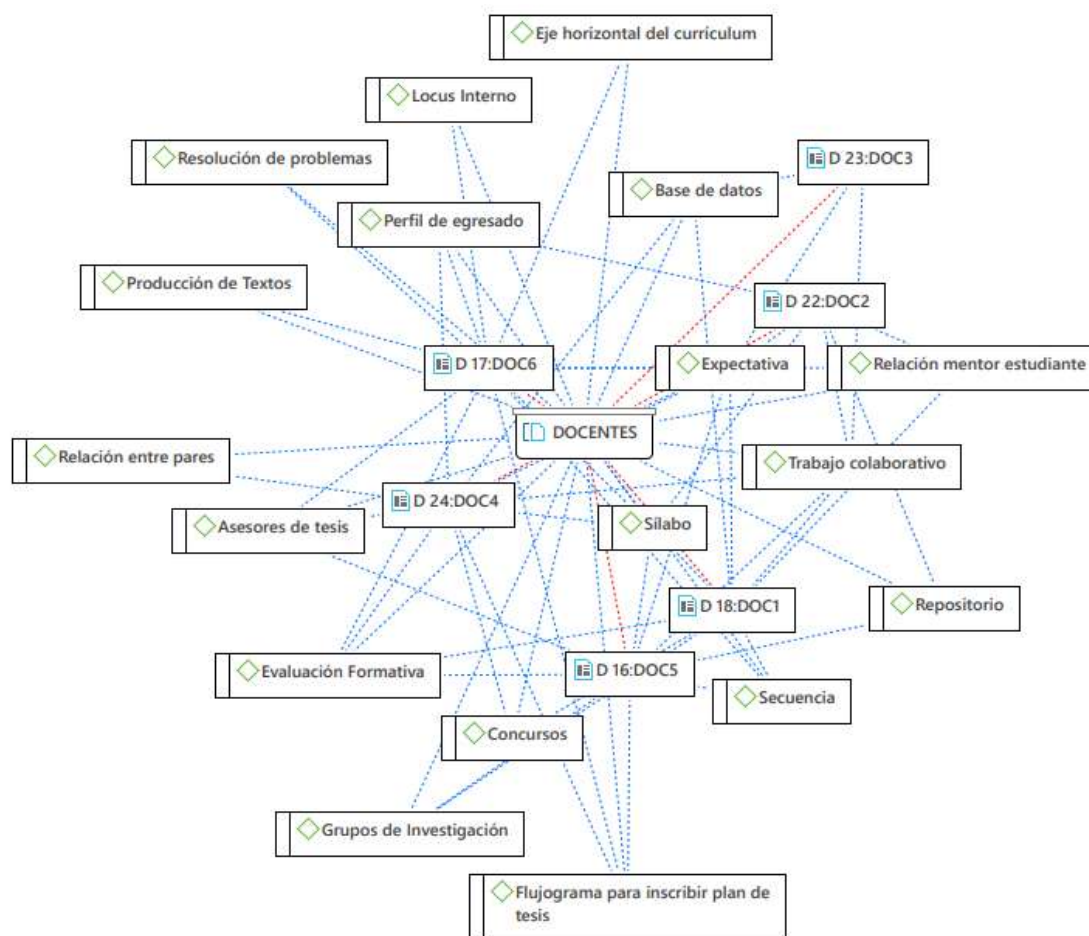 Eje horizontal del currículum
Locus Interno
Resolución de problemas
D 23:DOC3
Base de datos
Perfil de egresado
Producción de Textos
D 22:DOC2
D 17:DOC6
Expectativa
Relación mentor estudiante
DOCENTES
Relación entre pares
Trabajo colaborativo
D 24:DOC4
Asesores de tesis
Sílabo
D 18:DOC1
Repositorio
Evaluación Formativa
D 16:DOC5
Secuencia
Concursos
Grupos de Investigación
Flujograma para inscribir plan de
tesis